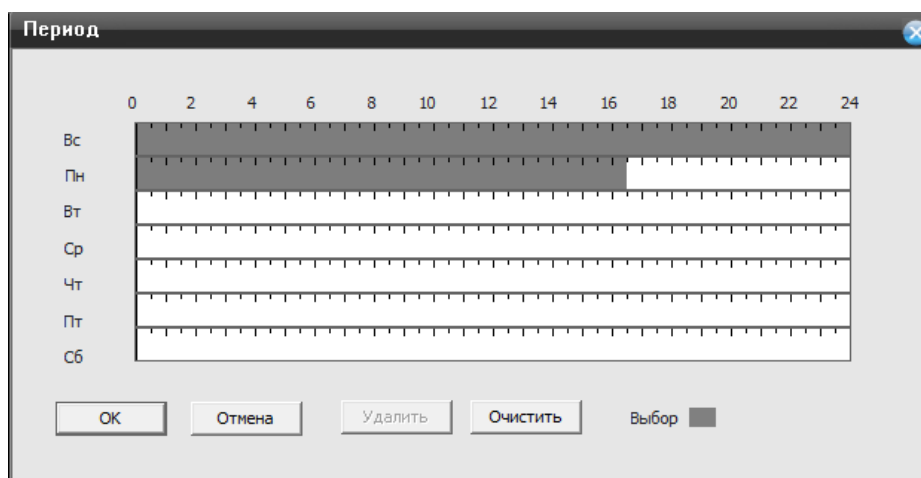 Период
0 2 4 6 8 10 12 14 16 18 20 22 24
Вс
Пн
Вт
Ср
Чт
Пт
Сб
OK Отмена Удалить Очистить Выбор